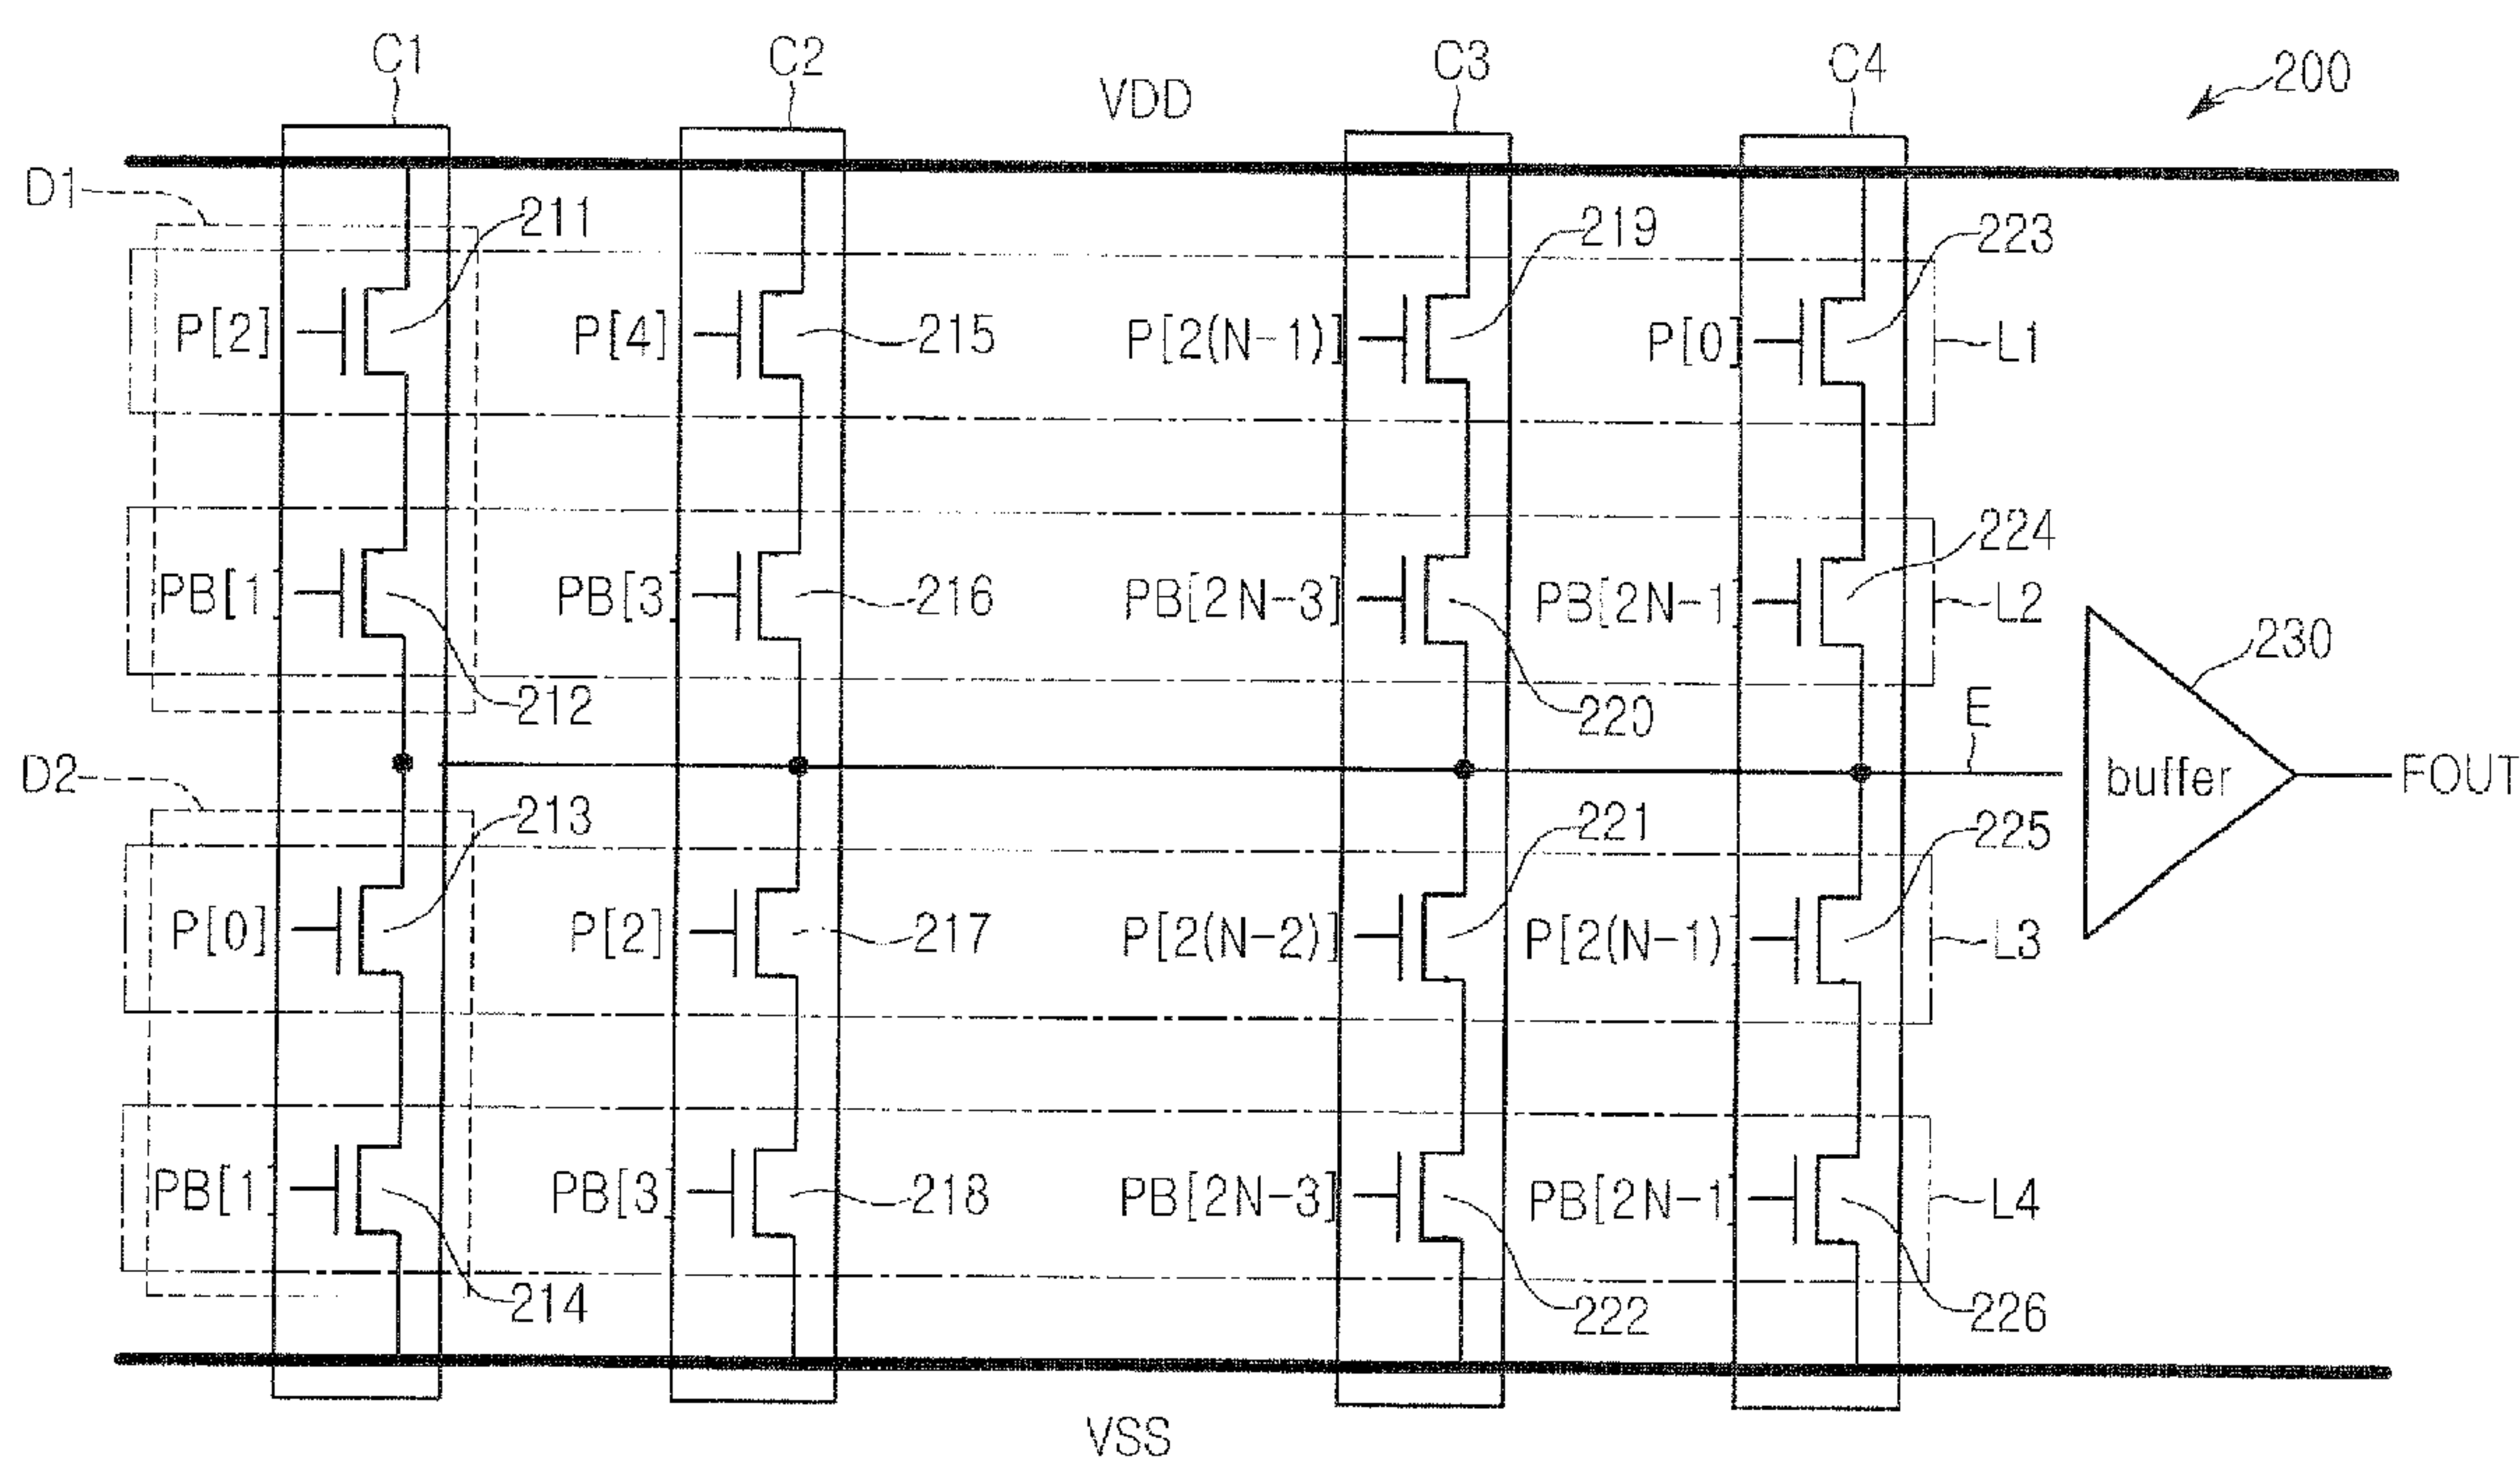 C1
C2
VDD
C3
C4
200
D1
211
219
223
P[2]
P[4]
215
P[2(N-1)]
P[0]
L1
224
PB[1]
PB[3]
216
PB[2N-3]
PB[2N-1]
L2
230
212
220
E
D2
213
buffer
FOUT
221
225
P[0]
P[2]
217
P[2(N-2)]
P[2(N-1)]
L3
PB[1]
PB[3]
218
PB[2N-3]
PB[2N-1]
L4
214
222
226
VSS